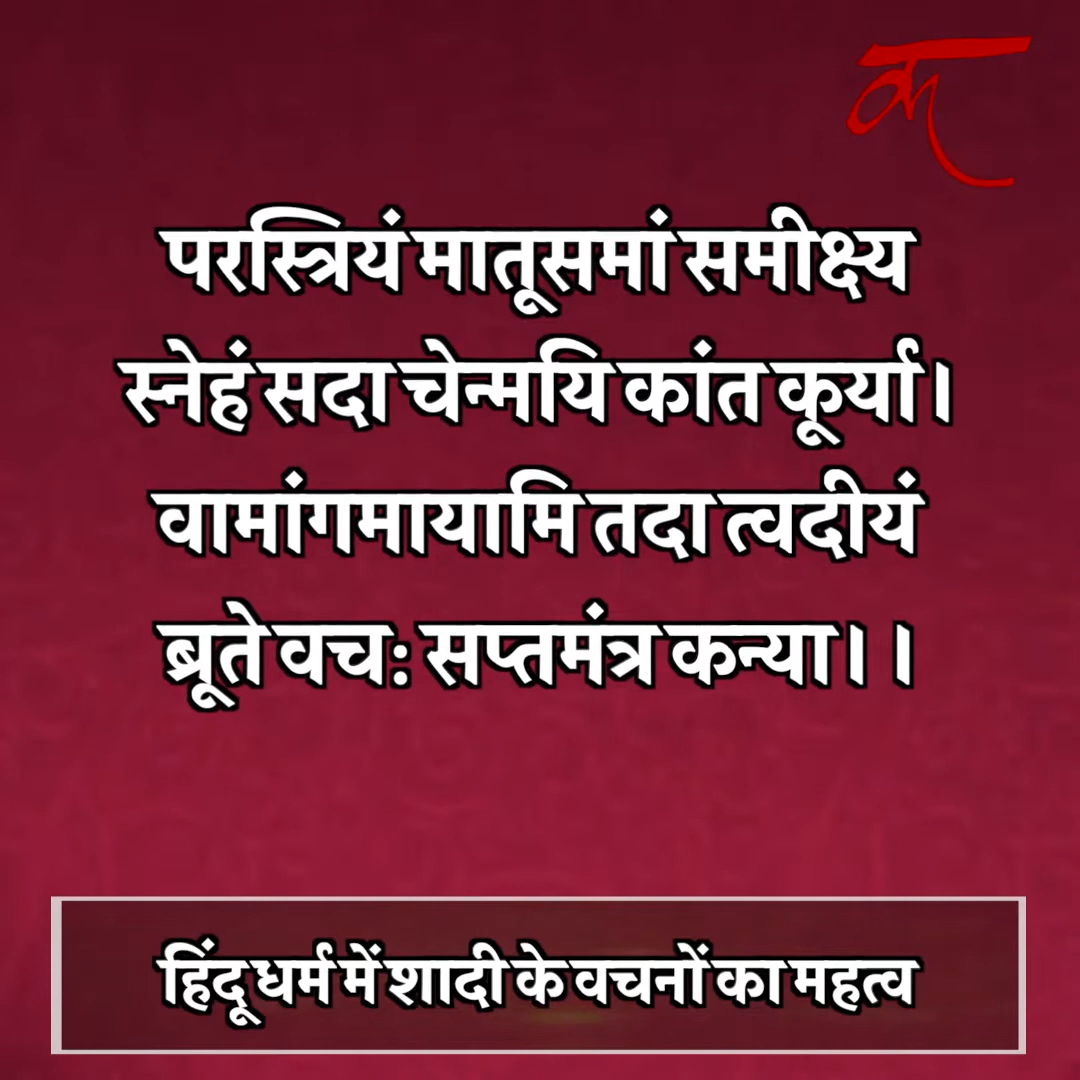 परस्त्रियं मातूसमां समीक्ष्य
स्नेहं सदा चेन्मयि कांत कूर्या।
वामांगमायामि तदा त्वदीयं
ब्रूते वच: सप्तमंत्र कन्या।।
हिंदू धर्म में शादी के वचनों का महत्व